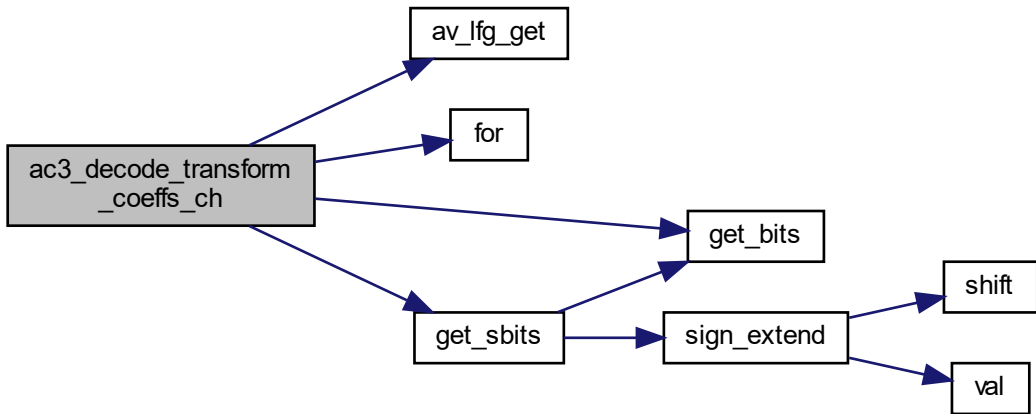 av_lfg_get
for
ac3_decode_transform
_coeffs_ch
get_bits
shift
get_sbits
sign_extend
val